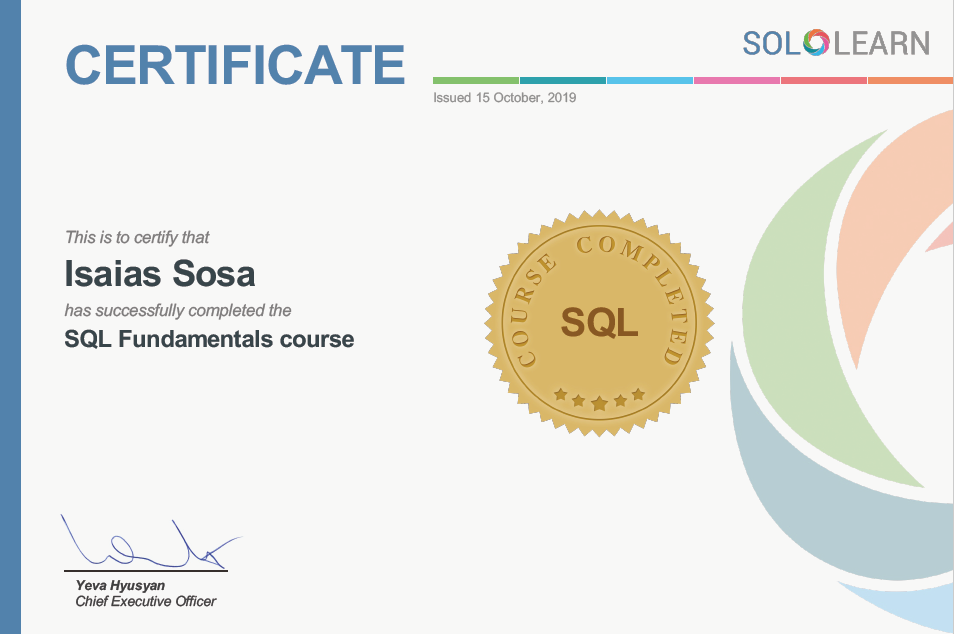 CERTIFICATE
SOLOLEARN
Issued 15 October, 2019
This is to certify that
Isaias Sosa
has successfully completed the
SQL Fundamentals course
COURSE COMPLETED
SQL
Yeva Hyusyan
Chief Executive Officer